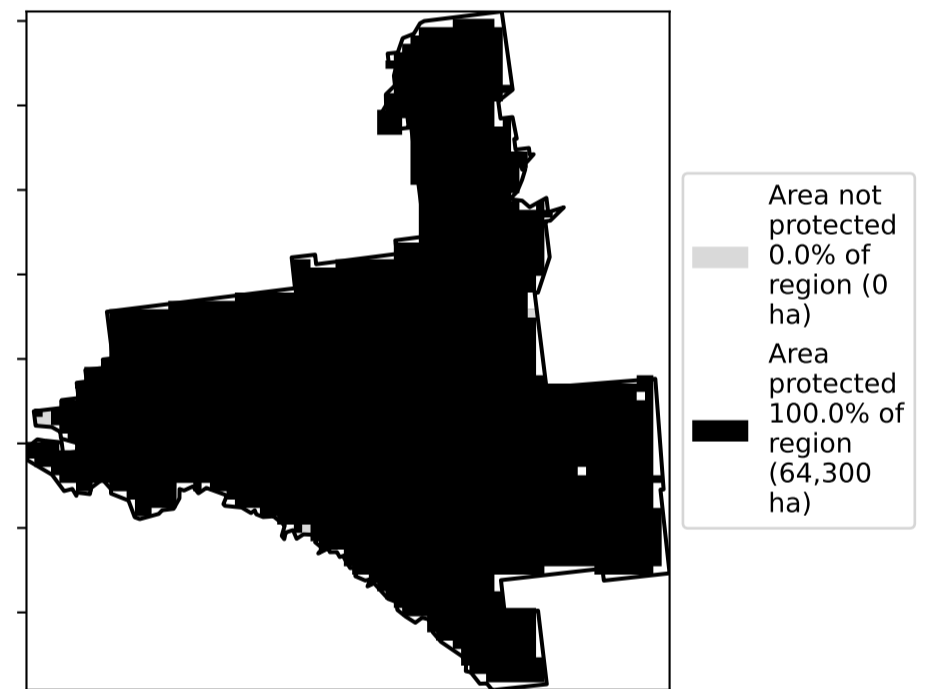 Area not
protected
0.0% of
region (0
ha)
Area
protected
100.0% of
region
(64,300
ha)